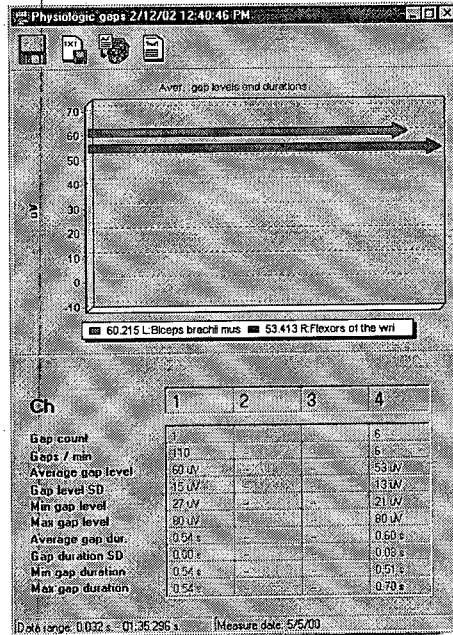 Physiologic gaps 2/12/02 12:40:46 PM
TXT
Aver. gap levels and durations
70
60
50
40
30
20
10
0
-10
uV
60.215 L:Biceps brachii mus 53.413 R:Flexors of the wri
Ch 1 2 3 4
Gap count 1 - - 6
Gaps / min 110 - - 6
Average gap level 60 uV - - 53 uV
Gap level SD 15 uV - - 13 uV
Min gap level 27 uV - - 21 uV
Max gap level 80 uV - - 80 uV
Average gap dur. 0.54 s - - 0.60 s
Gap duration SD 0.00 s - - 0.08 s
Min gap duration 0.54 s - - 0.51 s
Max gap duration 0.54 s - - 0.70 s
Data range: 0.032 s - 01:35.296 s Measure date: 5/5/00